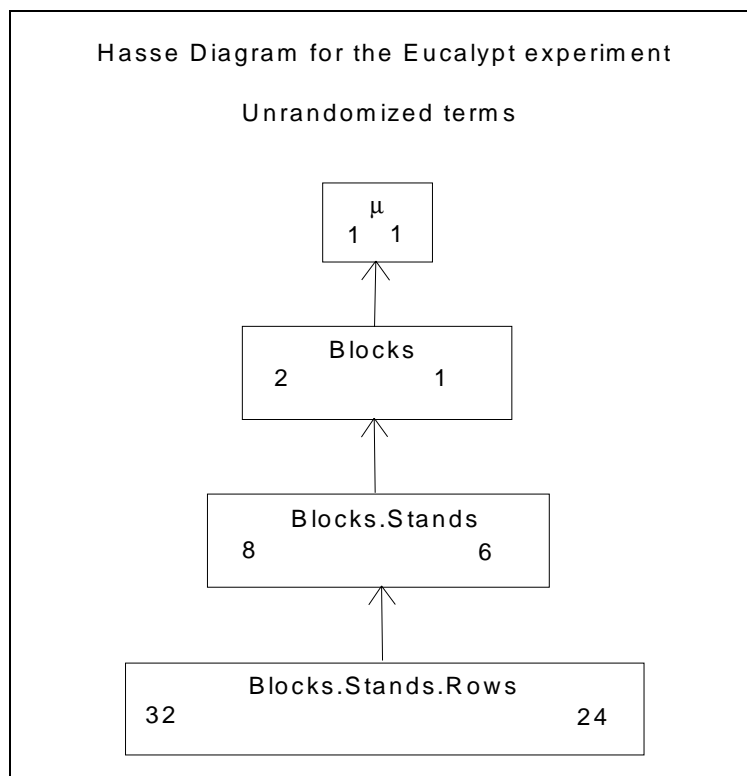 Hasse Diagram for the Eucalypt experiment
Unrandomized terms
μ
1 1
Blocks
2 1
Blocks.Stands
8 6
Blocks.Stands.Rows
32 24